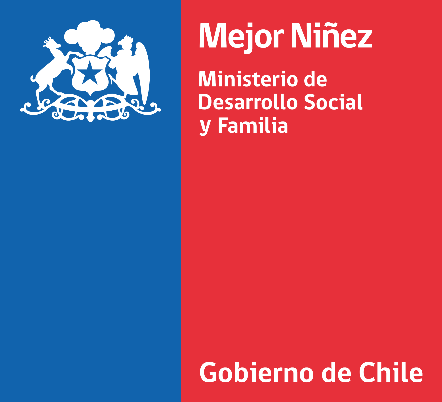 Mejor Niñez
Ministerio de
Desarrollo Social
y Familia
Gobierno de Chile